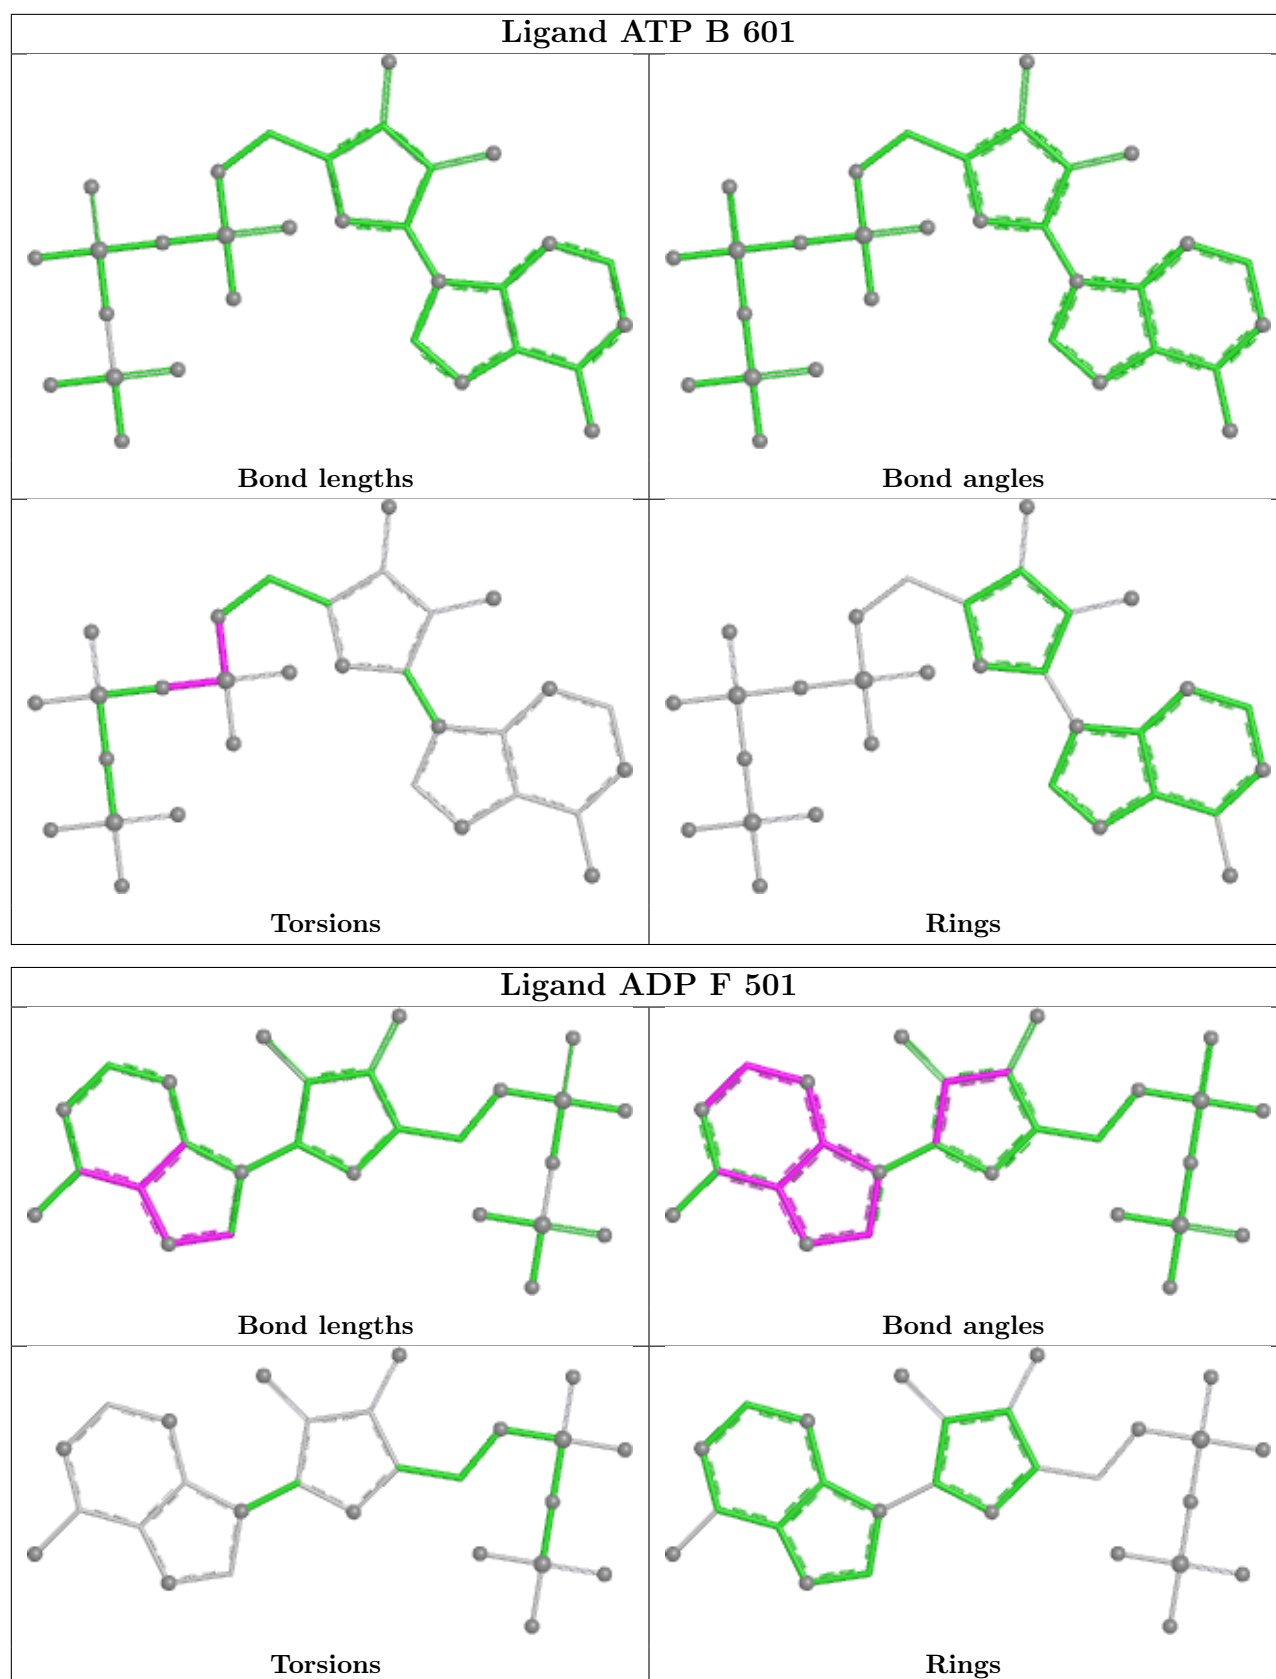 Ligand ATP B 601
Bond lengths
Bond angles
Torsions
Rings
Ligand ADP F 501
Bond lengths
Bond angles
Torsions
Rings